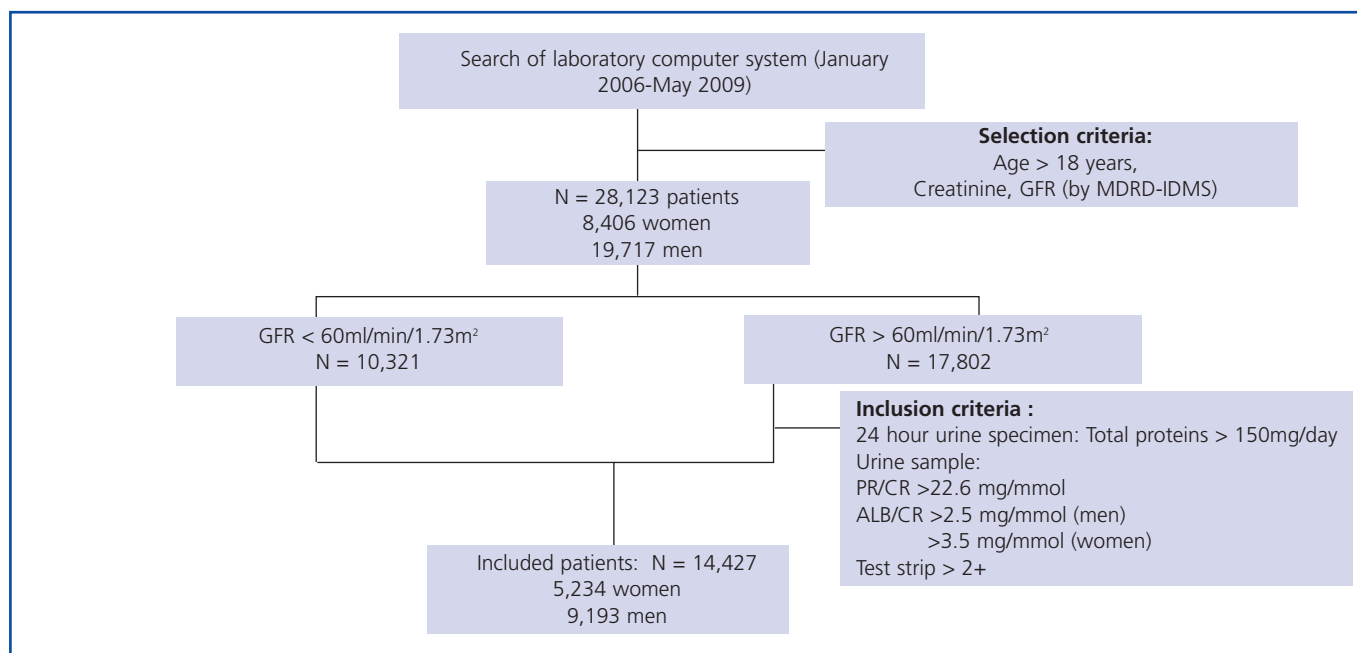 Search of laboratory computer system (January
2006-May 2009)
Selection criteria:
Age > 18 years,
Creatinine, GFR (by MDRD-IDMS)
N = 28,123 patients
8,406 women
19,717 men
GFR < 60ml/min/1.73m²
N = 10,321
GFR > 60ml/min/1.73m²
N = 17,802
Inclusion criteria :
24 hour urine specimen: Total proteins > 150mg/day
Urine sample:
PR/CR >22.6 mg/mmol
ALB/CR >2.5 mg/mmol (men)
>3.5 mg/mmol (women)
Test strip > 2+
Included patients: N = 14,427
5,234 women
9,193 men